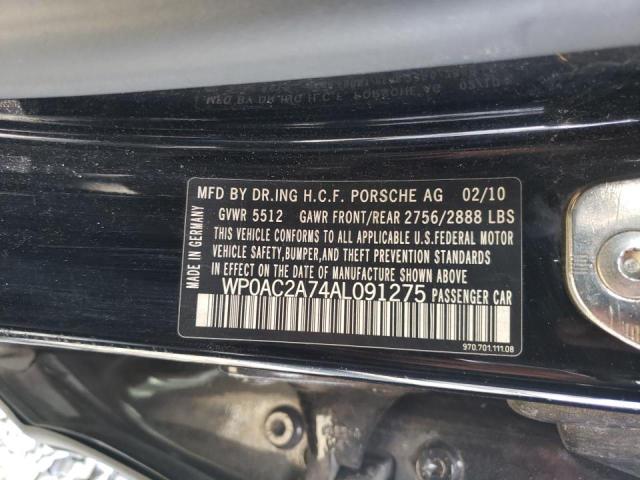 MFD BY DR.ING H.C.F. PORSCHE AG 02/10
GVWR 5512 GAWR FRONT/REAR 2756/2888 LBS
THIS VEHICLE CONFORMS TO ALL APPLICABLE U.S.FEDERAL MOTOR
VEHICLE SAFETY,BUMPER,AND THEFT PREVENTION STANDARDS
IN EFFECT ON THE DATE OF MANUFACTURE SHOWN ABOVE.
WP0AC2A74AL091275 PASSENGER CAR
970.701.111.08
MADE IN GERMANY